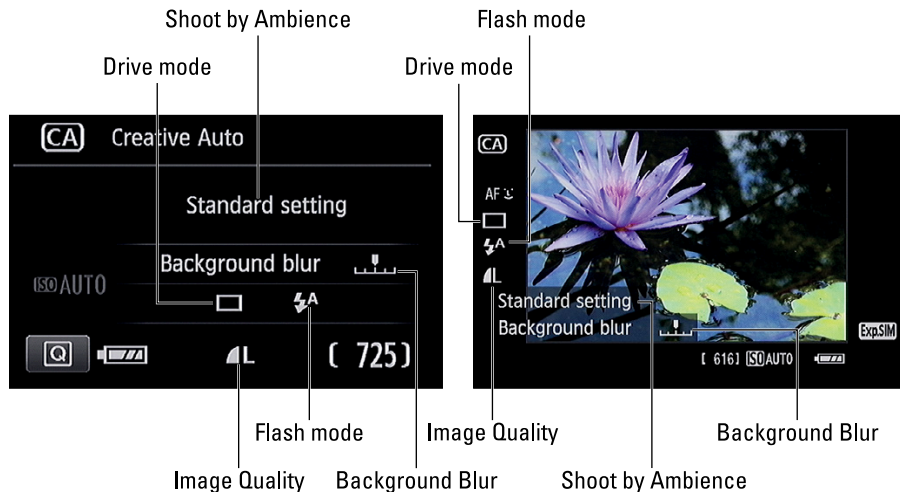 Shoot by Ambience
Flash mode
Drive mode
Drive mode
CA Creative Auto
Standard setting
Background blur
ISO AUTO
A
Q
L
[ 725]
CA
AF
A
L
Standard setting
Background blur
Exp.SIM
[ 616] ISO AUTO
Flash mode
Image Quality
Background Blur
Image Quality
Background Blur
Shoot by Ambience